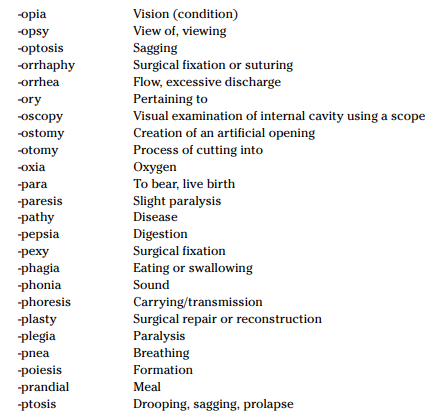 -opia Vision (condition)
-opsy View of, viewing
-optosis Sagging
-orrhaphy Surgical fixation or suturing
-orrhea Flow, excessive discharge
-ory Pertaining to
-oscopy Visual examination of internal cavity using a scope
-ostomy Creation of an artificial opening
-otomy Process of cutting into
-oxia Oxygen
-para To bear, live birth
-paresis Slight paralysis
-pathy Disease
-pepsia Digestion
-pexy Surgical fixation
-phagia Eating or swallowing
-phonia Sound
-phoresis Carrying/transmission
-plasty Surgical repair or reconstruction
-plegia Paralysis
-pnea Breathing
-poiesis Formation
-prandial Meal
-ptosis Drooping, sagging, prolapse